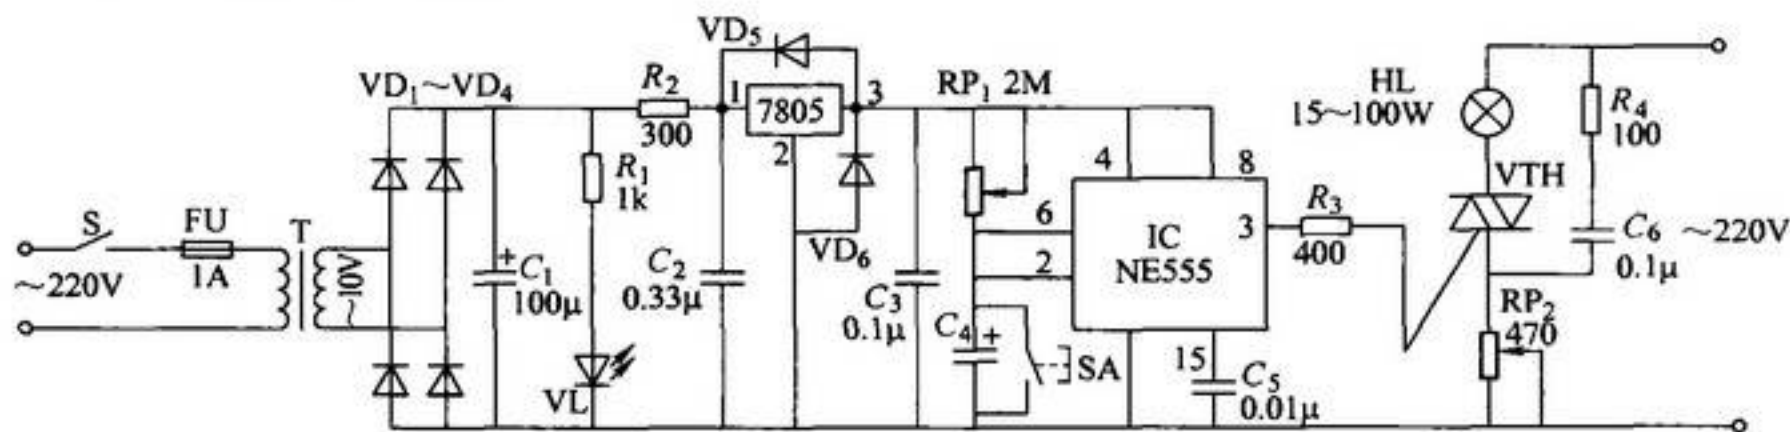 S
~220V
FU
1A
T
~10V
VD₁~VD₄
C₁
+
100μ
R₁
1k
VL
R₂
300
C₂
0.33μ
VD₅
1
7805
3
2
VD₆
C₃
0.1μ
RP₁ 2M
6
2
C₄
+
SA
4
8
IC
NE555
3
15
C₅
0.01μ
R₃
400
HL
15~100W
VTH
R₄
100
C₆
0.1μ
~220V
RP₂
470